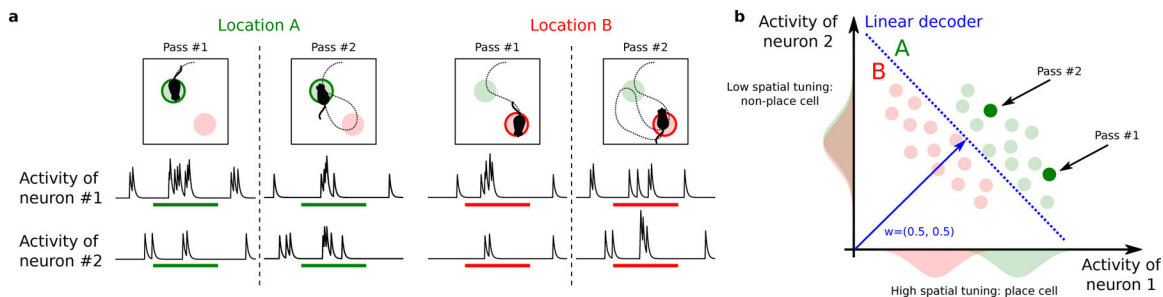 a
Location A
Location B
Pass #1
Pass #2
Pass #1
Pass #2
Activity of
neuron #1
Activity of
neuron #2
b
Activity of
neuron 2
Linear decoder
A
B
Pass #2
Pass #1
Low spatial tuning:
non-place cell
w=(0.5, 0.5)
Activity of
neuron 1
High spatial tuning: place cell